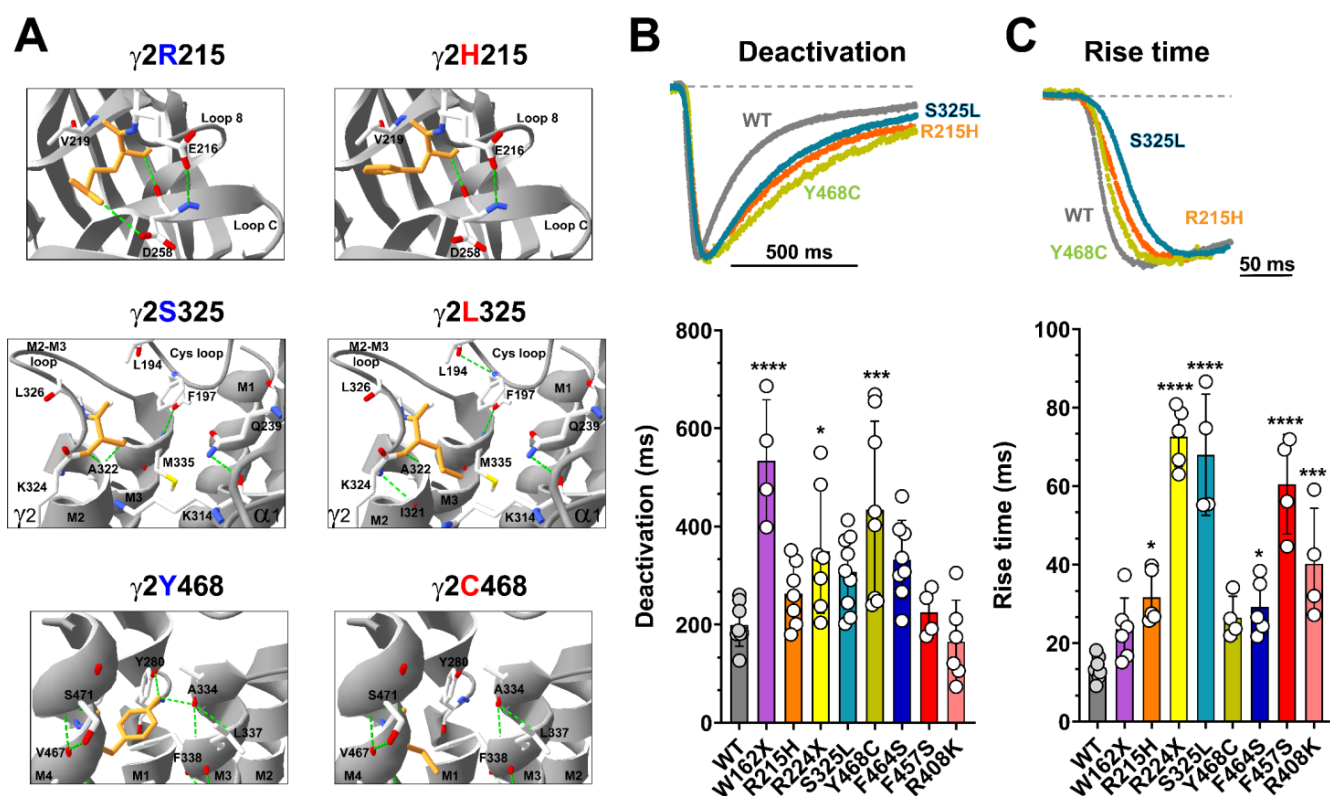 A
γ2R215
γ2H215
V219
Loop 8
E216
Loop C
D258
V219
Loop 8
E216
Loop C
D258
γ2S325
γ2L325
M2-M3
loop
Cys loop
L194
M1
L326
F197
Q239
A322
M335
K324
M3
γ2
M2
K314
α1
M2-M3
loop
Cys loop
L194
M1
L326
F197
Q239
A322
M335
K324
M3
I321
γ2
M2
K314
α1
γ2Y468
γ2C468
Y280
A334
S471
L337
V467
F338
M4
M1
M3
M2
Y280
A334
S471
L337
V467
F338
M4
M1
M3
M2
B
Deactivation
WT
S325L
R215H
Y468C
500 ms
Deactivation (ms)
800
600
400
200
0
****
*
***
WT
W162X
R215H
R224X
S325L
Y468C
F464S
F457S
R408K
C
Rise time
S325L
WT
R215H
Y468C
50 ms
Rise time (ms)
100
80
60
40
20
0
*
****
****
*
****
***
WT
W162X
R215H
R224X
S325L
Y468C
F464S
F457S
R408K